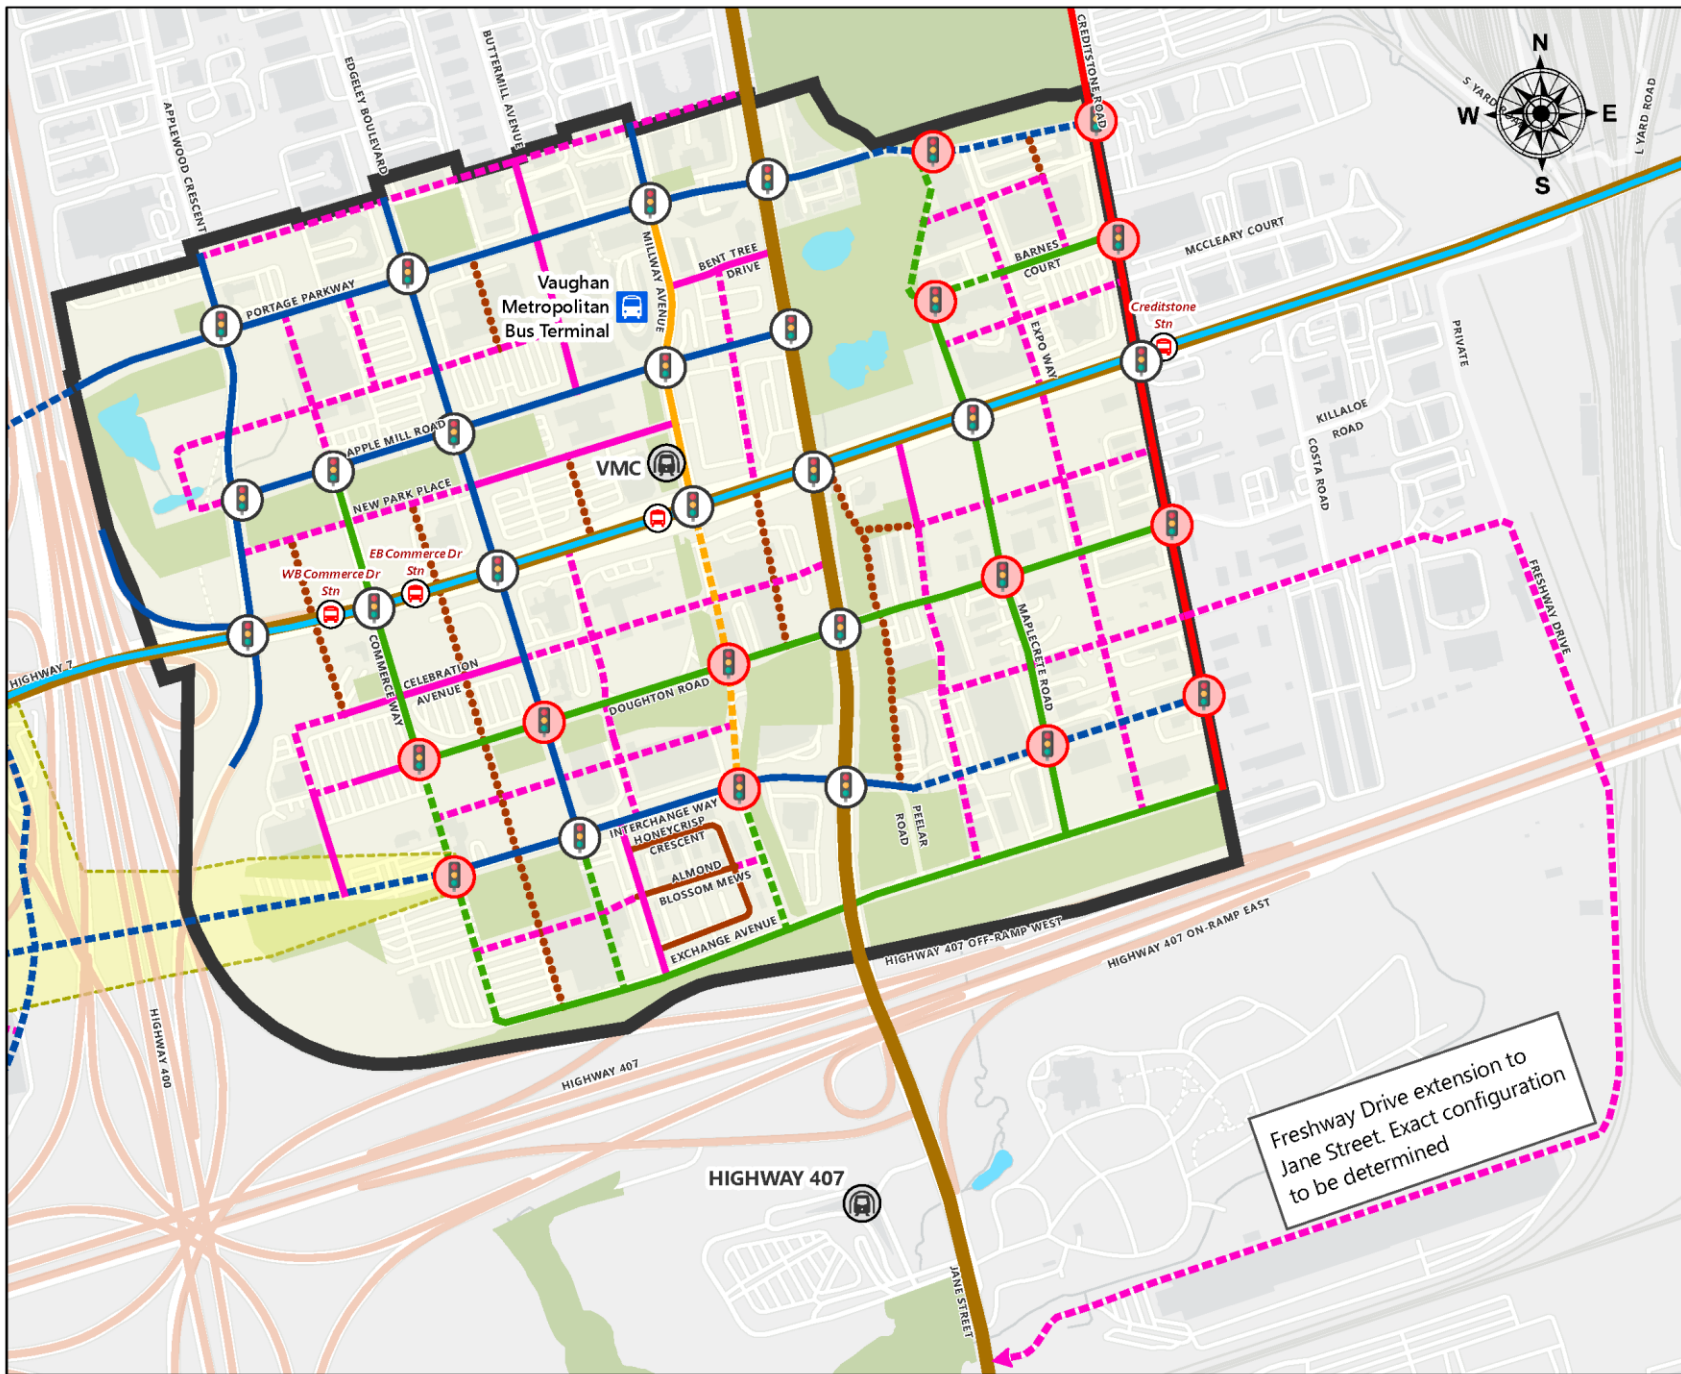 CREDITSTONE ROAD
BUTTERMILL AVENUE
EDGELEY BOULEVARD
APPLEWOOD CRESCENT
N
W
E
S
S YARD ROAD
L YARD ROAD
MCCLEARY COURT
BARNES
COURT
BENT TREE
DRIVE
MILLWAY AVENUE
Vaughan
Metropolitan
Bus Terminal
PORTAGE PARKWAY
Creditstone
Stn
EXPO WAY
PRIVATE
KILLALOE
ROAD
COSTA ROAD
APPLE MILL ROAD
VMC
NEW PARK PLACE
EB Commerce Dr
Stn
WB Commerce Dr
Stn
HIGHWAY 7
COMMERCE WAY
CELEBRATION
AVENUE
DOUGHTON ROAD
MAPLECRETE ROAD
FRESHWAY DRIVE
INTERCHANGE WAY
HONEYCRISP
CRESCENT
PEELAR
ROAD
ALMOND
BLOSSOM MEWS
EXCHANGE AVENUE
HIGHWAY 407 OFF-RAMP WEST
HIGHWAY 407 ON-RAMP EAST
HIGHWAY 400
HIGHWAY 407
Freshway Drive extension to
Jane Street. Exact configuration
to be determined
HIGHWAY 407
JANE STREET